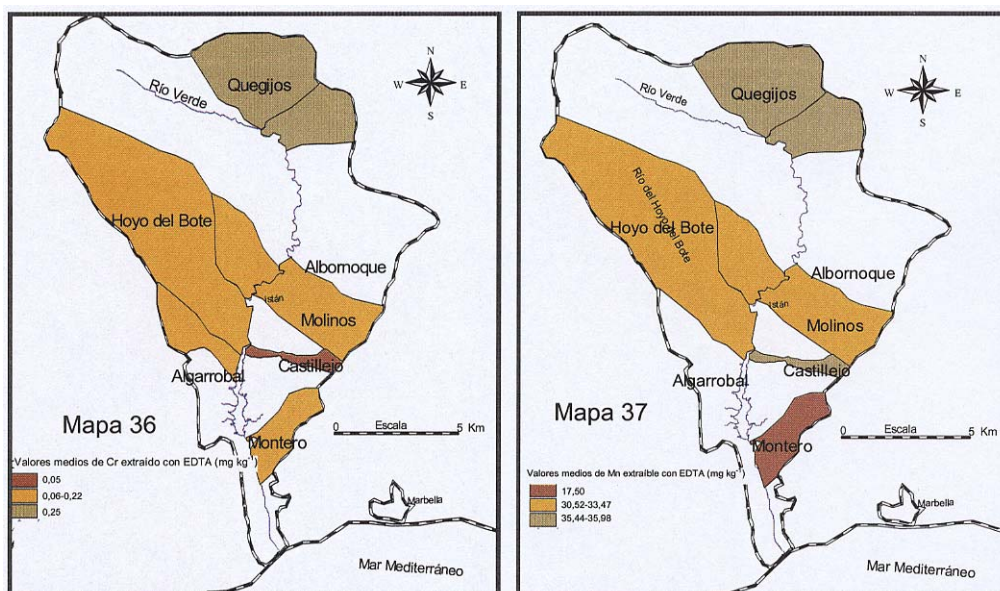 N
W E
S
Quegijos
Río Verde
Hoyo del Bote
Albornoque
Istán
Molinos
Castillejo
Algarrobal
Mapa 36
Escala
0 5 Km
Montero
Valores medios de Cr extraído con EDTA (mg kg⁻¹)
0,05
0,06-0,22
0,25
Marbella
Mar Mediterráneo
N
W E
S
Quegijos
Río Verde
Río del Hoyo del Bote
Hoyo del Bote
Albornoque
Istán
Molinos
Castillejo
Algarrobal
Mapa 37
Escala
0 5 Km
Montero
Valores medios de Mn extraíble con EDTA (mg kg⁻¹)
17,50
30,52-33,47
35,44-35,98
Marbella
Mar Mediterráneo